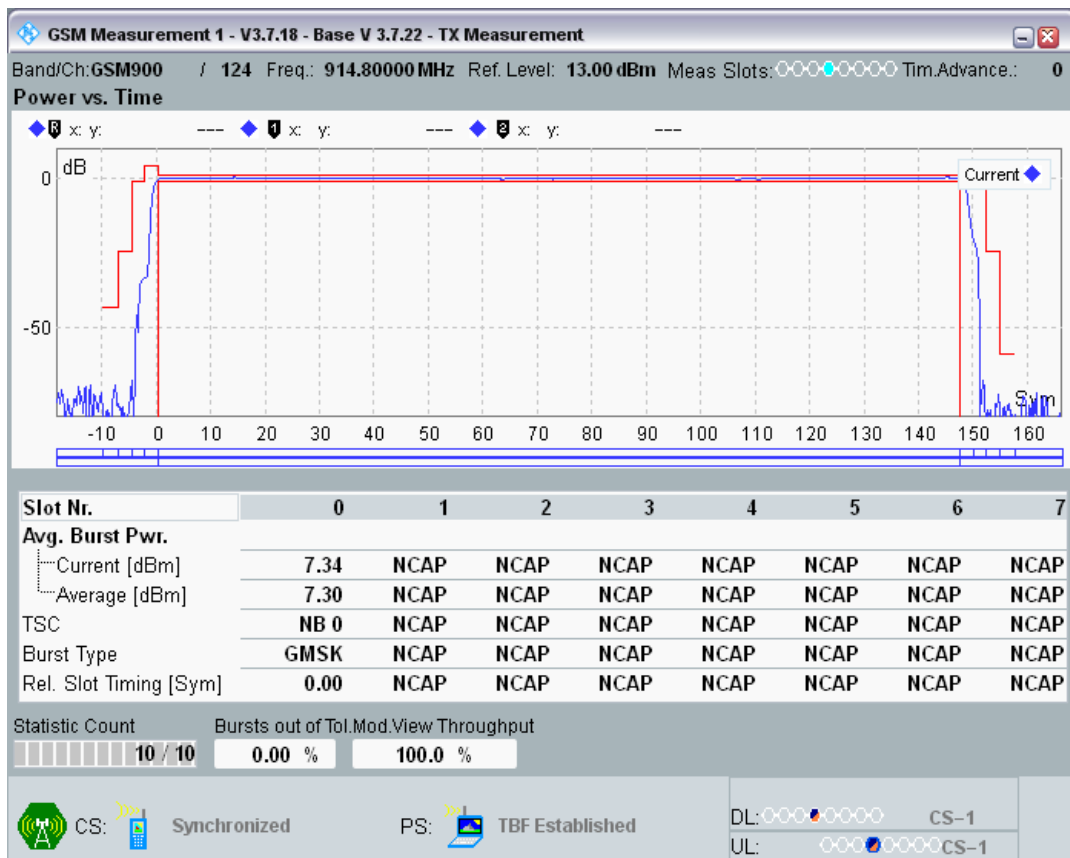 GSM Measurement 1 - V3.7.18 - Base V 3.7.22 - TX Measurement
Band/Ch:GSM900 / 124 Freq.: 914.80000 MHz Ref. Level: 13.00 dBm Meas Slots: Tim.Advance.: 0
Power vs. Time
R x: y: --- 1 x: y: --- 2 x: y: ---
dB
Current
0
-50
Sym
-10 0 10 20 30 40 50 60 70 80 90 100 110 120 130 140 150 160
Slot Nr. 0 1 2 3 4 5 6 7
Avg. Burst Pwr.
Current [dBm] 7.34 NCAP NCAP NCAP NCAP NCAP NCAP NCAP
Average [dBm] 7.30 NCAP NCAP NCAP NCAP NCAP NCAP NCAP
TSC NB 0 NCAP NCAP NCAP NCAP NCAP NCAP NCAP
Burst Type GMSK NCAP NCAP NCAP NCAP NCAP NCAP NCAP
Rel. Slot Timing [Sym] 0.00 NCAP NCAP NCAP NCAP NCAP NCAP NCAP
Statistic Count Bursts out of Tol. Mod.View Throughput
10 / 10 0.00 % 100.0 %
CS: Synchronized PS: TBF Established
DL: CS-1
UL: CS-1